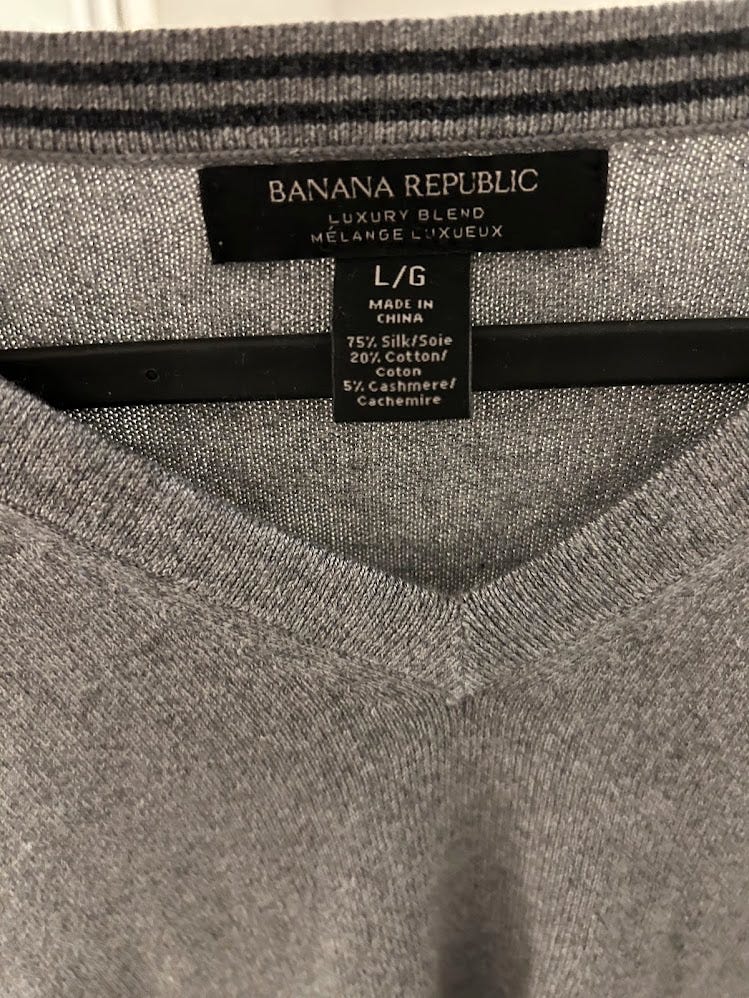 BANANA REPUBLIC
LUXURY BLEND
MÉLANGE LUXUEUX
L/G
MADE IN
CHINA
75% Silk/Soie
20% Cotton/
Coton
5% Cashmere/
Cachemire